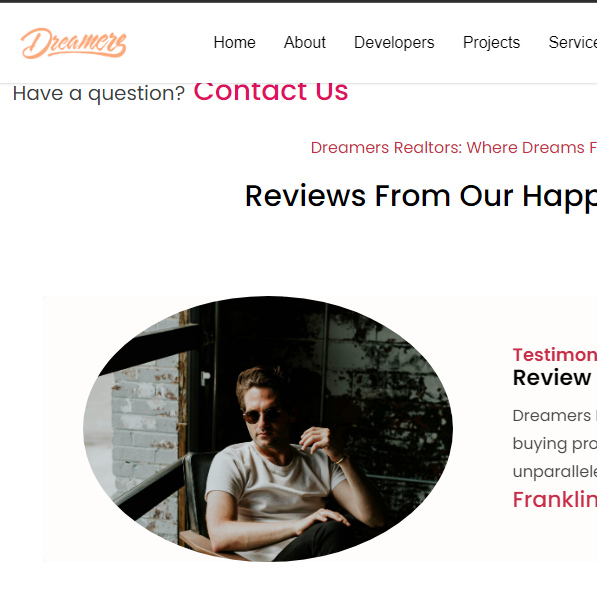 Dreamers
Home About Developers Projects Service
Have a question? Contact Us
Dreamers Realtors: Where Dreams F
Reviews From Our Happ
Testimon
Review
Dreamers
buying pro
unparallele
Franklin